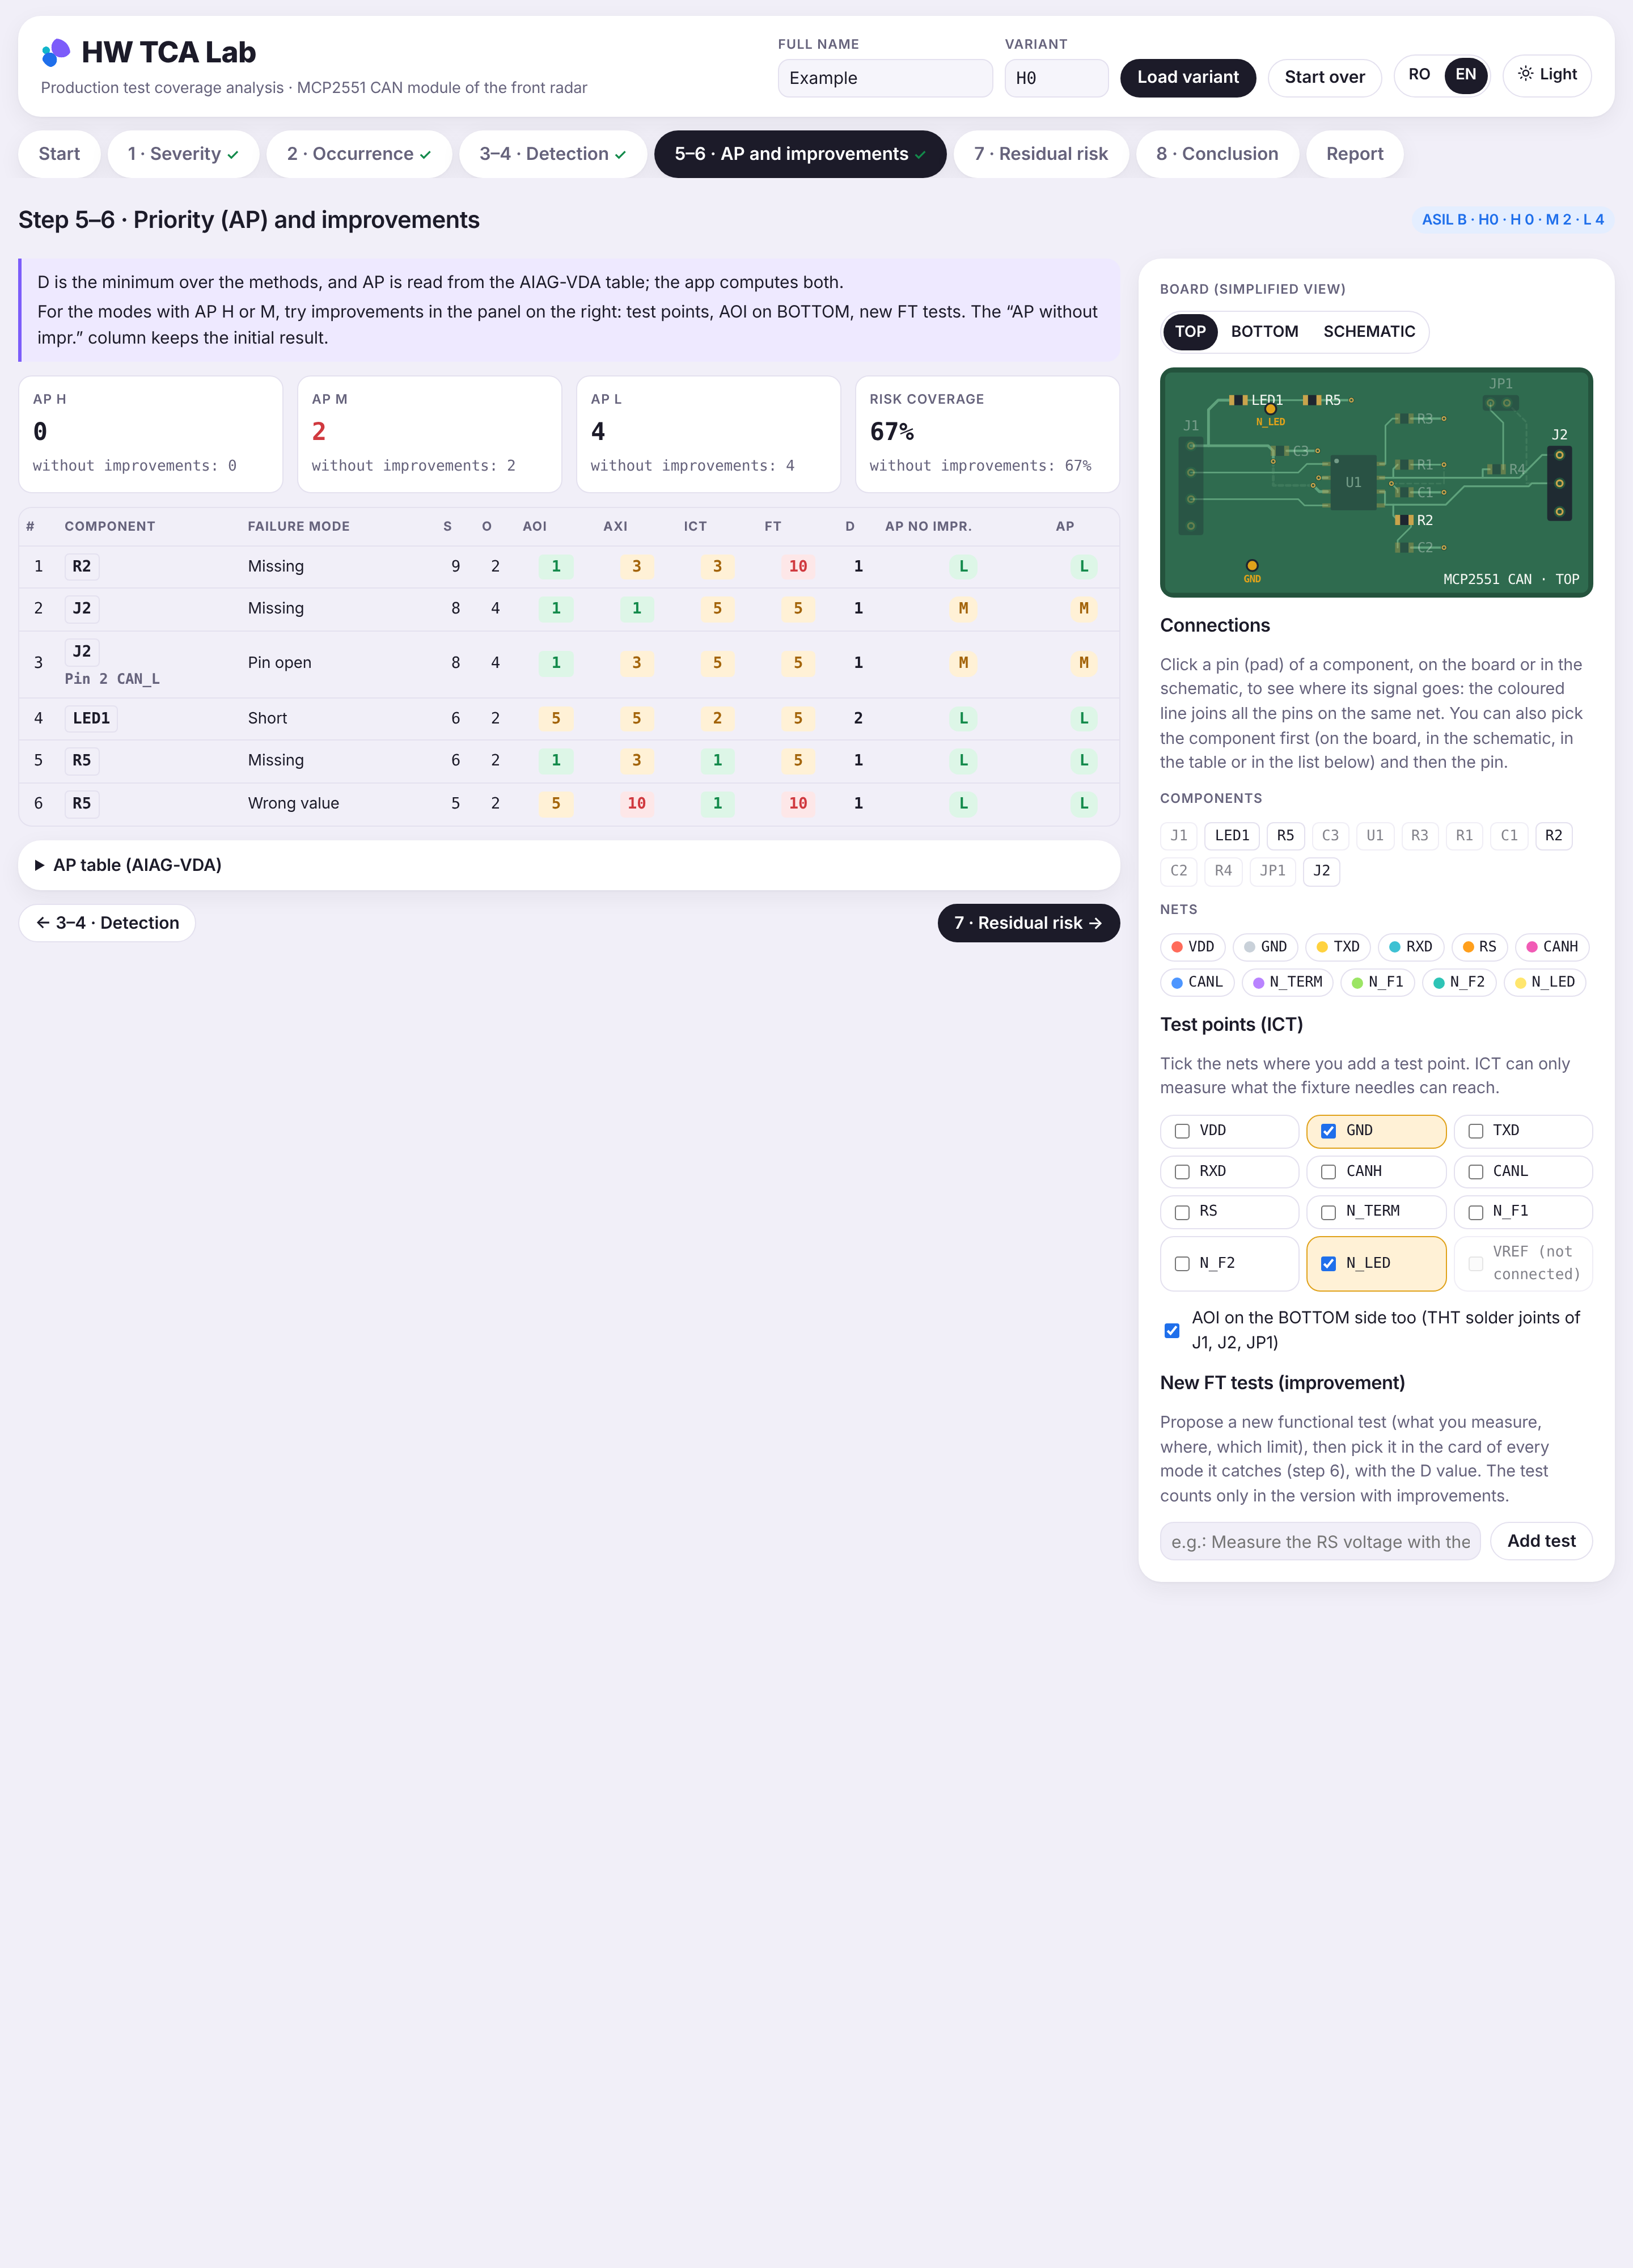 HW TCA Lab
Production test coverage analysis · MCP2551 CAN module of the front radar
FULL NAME
Example
VARIANT
H0
Load variant
Start over
RO
EN
Light
Start
1 · Severity ✓
2 · Occurrence ✓
3–4 · Detection ✓
5–6 · AP and improvements ✓
7 · Residual risk
8 · Conclusion
Report
Step 5–6 · Priority (AP) and improvements
ASIL B · H0 · H 0 · M 2 · L 4
D is the minimum over the methods, and AP is read from the AIAG-VDA table; the app computes both.
For the modes with AP H or M, try improvements in the panel on the right: test points, AOI on BOTTOM, new FT tests. The “AP without
impr.” column keeps the initial result.
AP H
0
without improvements: 0
AP M
2
without improvements: 2
AP L
4
without improvements: 4
RISK COVERAGE
67%
without improvements: 67%
# COMPONENT FAILURE MODE S O AOI AXI ICT FT D AP NO IMPR. AP
1 R2 Missing 9 2 1 3 3 10 1 L L
2 J2 Missing 8 4 1 1 5 5 1 M M
3 J2 Pin 2 CAN_L Pin open 8 4 1 3 5 5 1 M M
4 LED1 Short 6 2 5 5 2 5 2 L L
5 R5 Missing 6 2 1 3 1 5 1 L L
6 R5 Wrong value 5 2 5 10 1 10 1 L L
▶ AP table (AIAG-VDA)
← 3–4 · Detection
7 · Residual risk →
BOARD (SIMPLIFIED VIEW)
TOP
BOTTOM
SCHEMATIC
LED1
R5
JP1
N_LED
R3
J1
J2
C3
R1
R4
U1
C1
R2
C2
GND
MCP2551 CAN · TOP
Connections
Click a pin (pad) of a component, on the board or in the
schematic, to see where its signal goes: the coloured
line joins all the pins on the same net. You can also pick
the component first (on the board, in the schematic, in
the table or in the list below) and then the pin.
COMPONENTS
J1 LED1 R5 C3 U1 R3 R1 C1 R2
C2 R4 JP1 J2
NETS
VDD GND TXD RXD RS CANH
CANL N_TERM N_F1 N_F2 N_LED
Test points (ICT)
Tick the nets where you add a test point. ICT can only
measure what the fixture needles can reach.
VDD GND TXD
RXD CANH CANL
RS N_TERM N_F1
N_F2 N_LED VREF (not
connected)
AOI on the BOTTOM side too (THT solder joints of
J1, J2, JP1)
New FT tests (improvement)
Propose a new functional test (what you measure,
where, which limit), then pick it in the card of every
mode it catches (step 6), with the D value. The test
counts only in the version with improvements.
e.g.: Measure the RS voltage with the
Add test